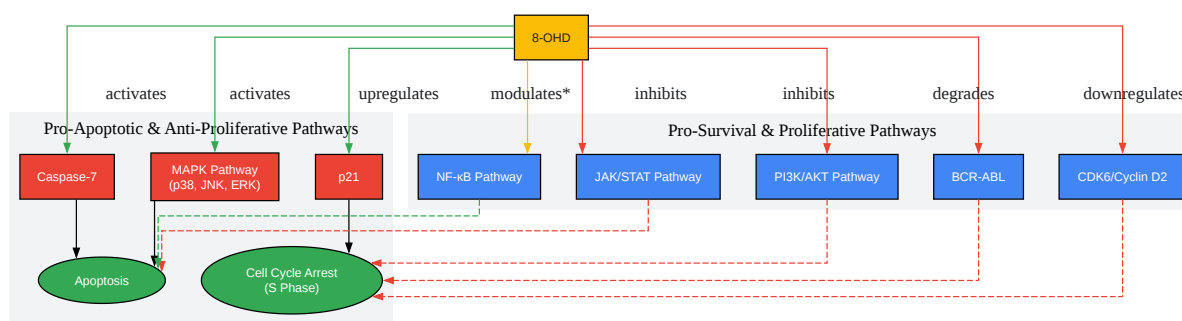 8-OHD
activates
activates
upregulates
modulates*
inhibits
inhibits
degrades
downregulates
Pro-Apoptotic & Anti-Proliferative Pathways
Pro-Survival & Proliferative Pathways
Caspase-7
MAPK Pathway
(p38, JNK, ERK)
p21
NF-κB Pathway
JAK/STAT Pathway
PI3K/AKT Pathway
BCR-ABL
CDK6/Cyclin D2
Apoptosis
Cell Cycle Arrest
(S Phase)